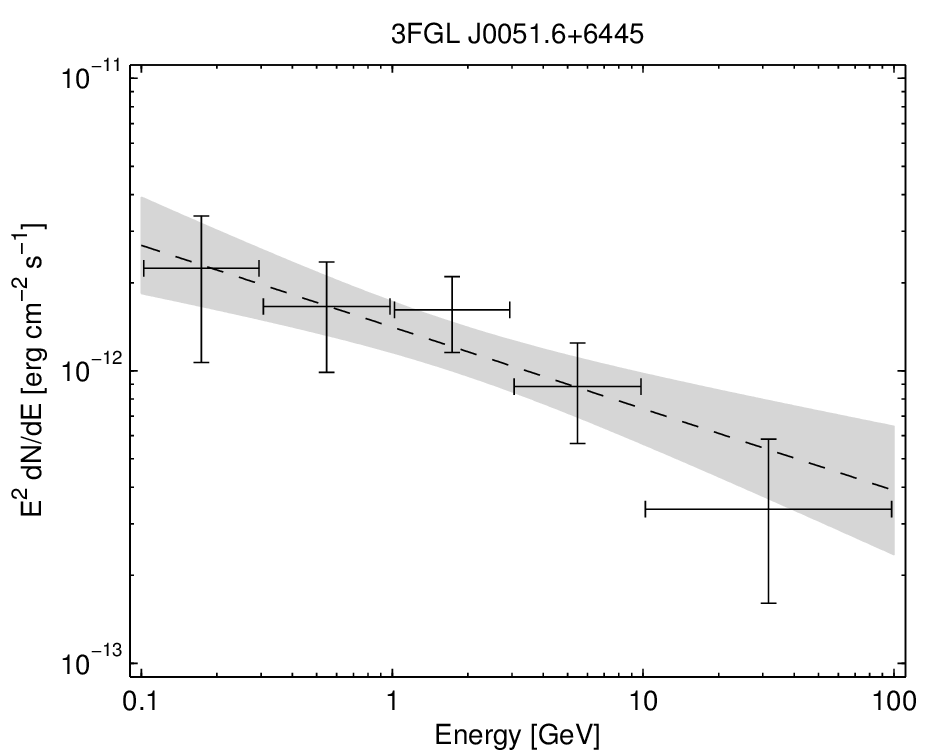 3FGL J0051.6+6445
10⁻¹¹
10⁻¹²
10⁻¹³
E² dN/dE [erg cm⁻² s⁻¹]
0.1 1 10 100
Energy [GeV]